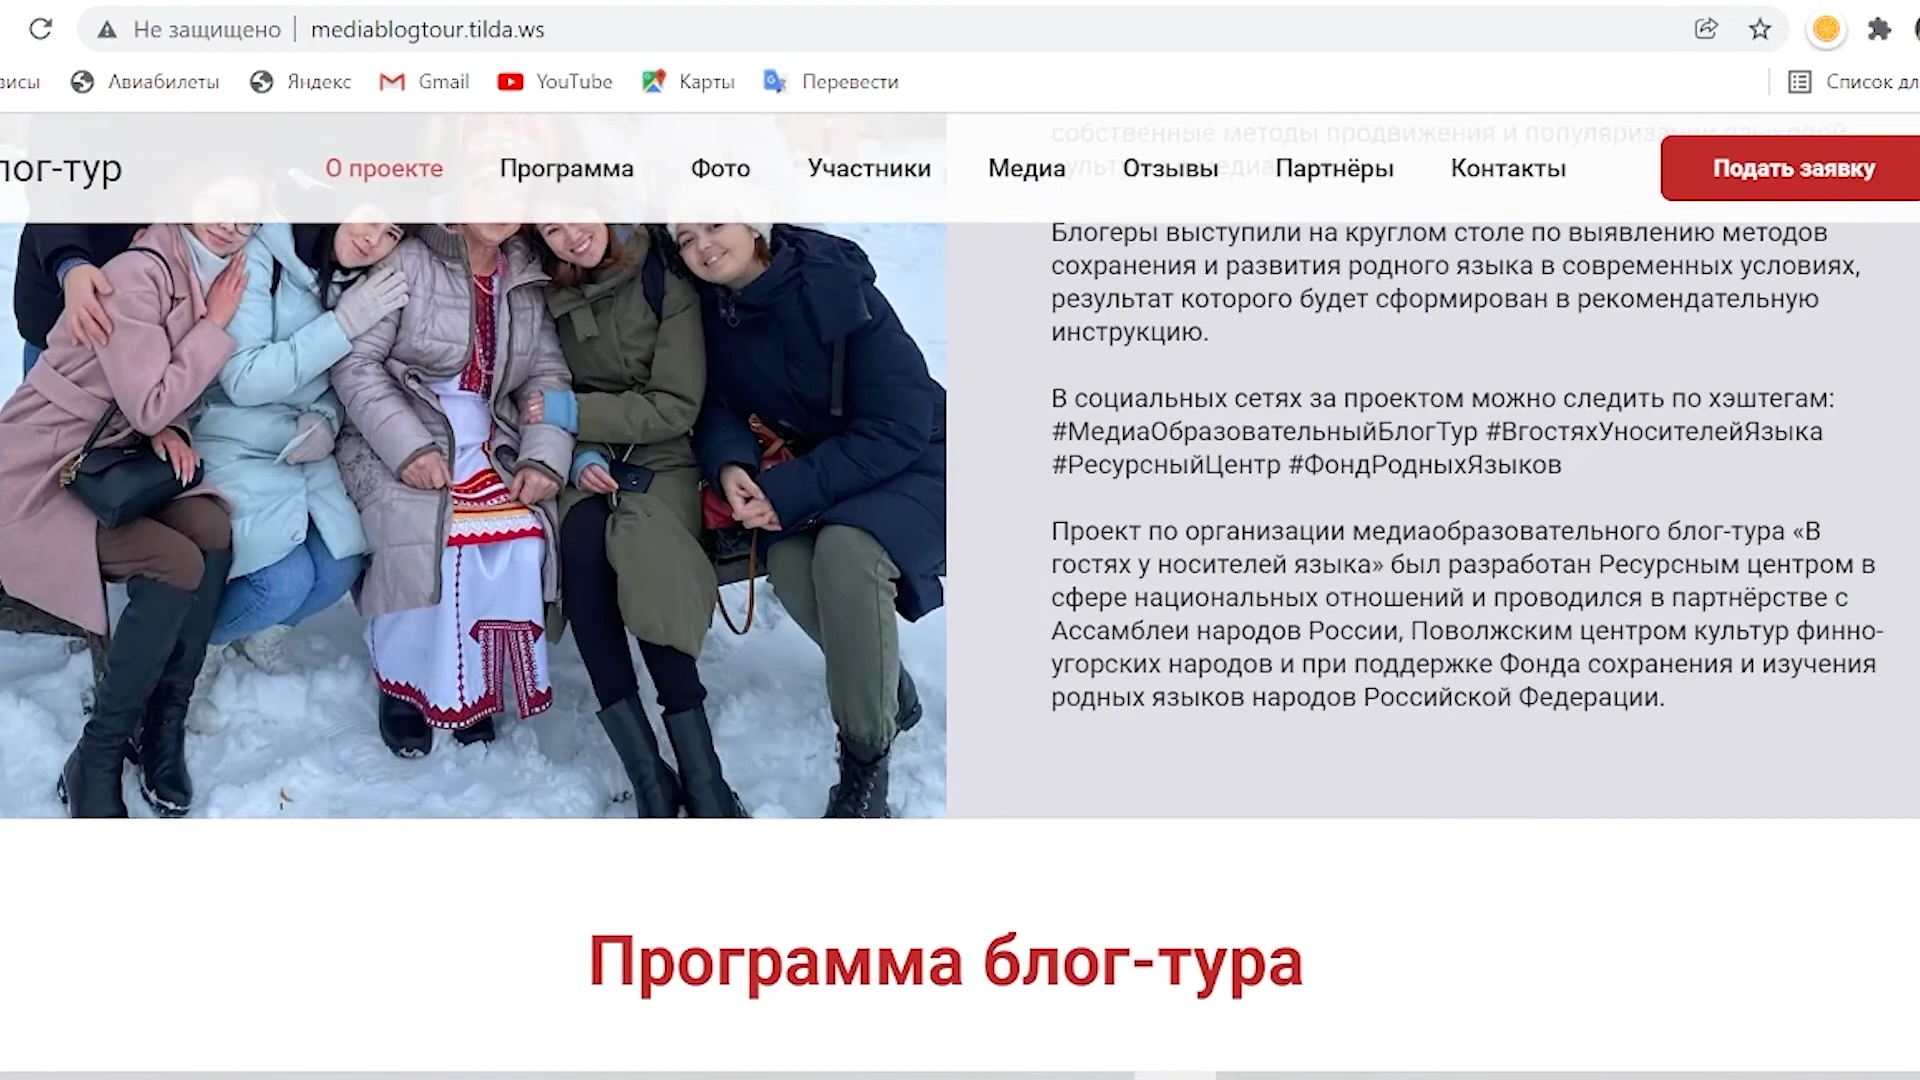 Не защищено mediablogtour.tilda.ws
Авиабилеты Яндекс Gmail YouTube Карты Перевести Список
собственные методы продвижения и
лог-тур О проекте Программа Фото Участники Медиа Отзывы Партнёры Контакты Подать заявку
Блогеры выступили на круглом столе по выявлению методов
сохранения и развития родного языка в современных условиях,
результат которого будет сформирован в рекомендательную
инструкцию.
В социальных сетях за проектом можно следить по хэштегам:
#МедиаОбразовательныйБлогТур #ВгостяхУносителейЯзыка
#РесурсныйЦентр #ФондРодныхЯзыков
Проект по организации медиаобразовательного блог-тура «В
гостях у носителей языка» был разработан Ресурсным центром в
сфере национальных отношений и проводился в партнёрстве с
Ассамблеи народов России, Поволжским центром культур финно-
угорских народов и при поддержке Фонда сохранения и изучения
родных языков народов Российской Федерации.
Программа блог-тура